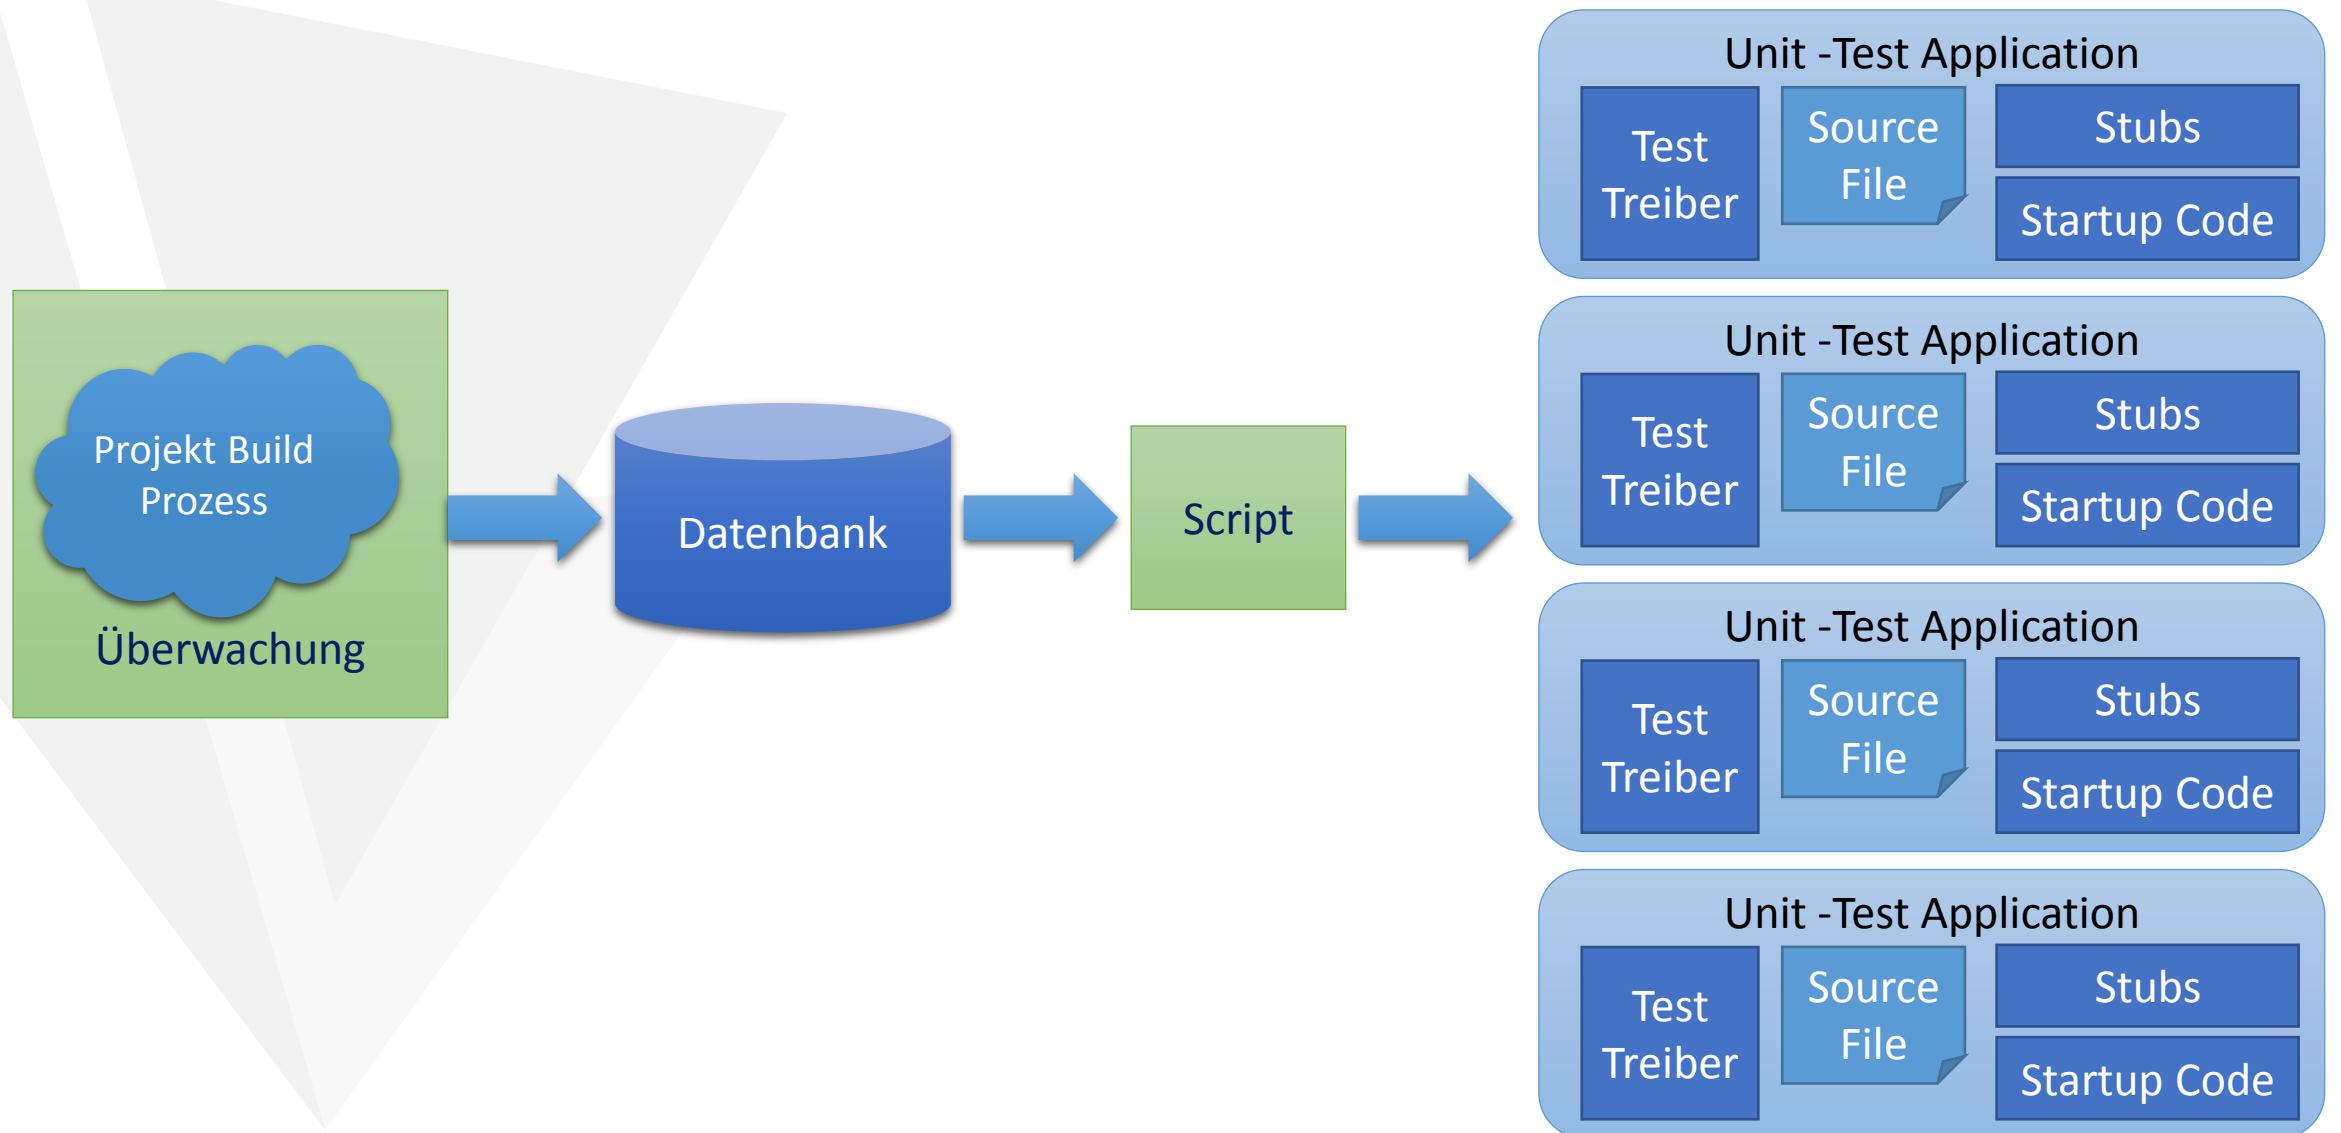 Projekt Build
Prozess
Überwachung
Datenbank
Script
Unit -Test Application
Test
Treiber
Source
File
Stubs
Startup Code
Unit -Test Application
Test
Treiber
Source
File
Stubs
Startup Code
Unit -Test Application
Test
Treiber
Source
File
Stubs
Startup Code
Unit -Test Application
Test
Treiber
Source
File
Stubs
Startup Code